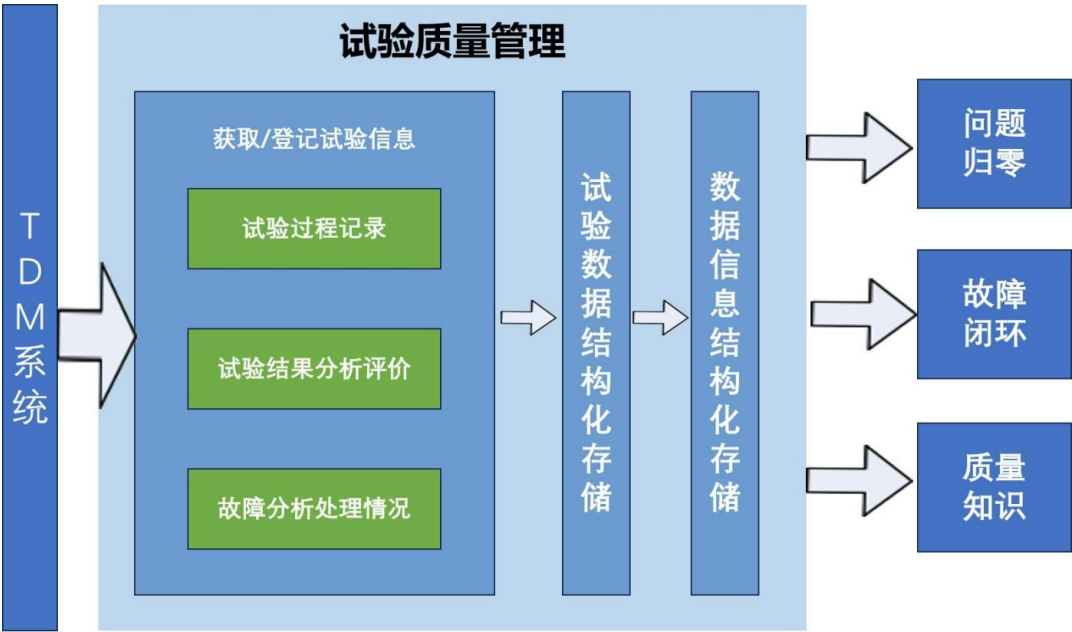 试验质量管理
TDM系统
获取/登记试验信息
试验过程记录
试验结果分析评价
故障分析处理情况
试验数据结构化存储
数据信息结构化存储
问题
归零
故障
闭环
质量
知识